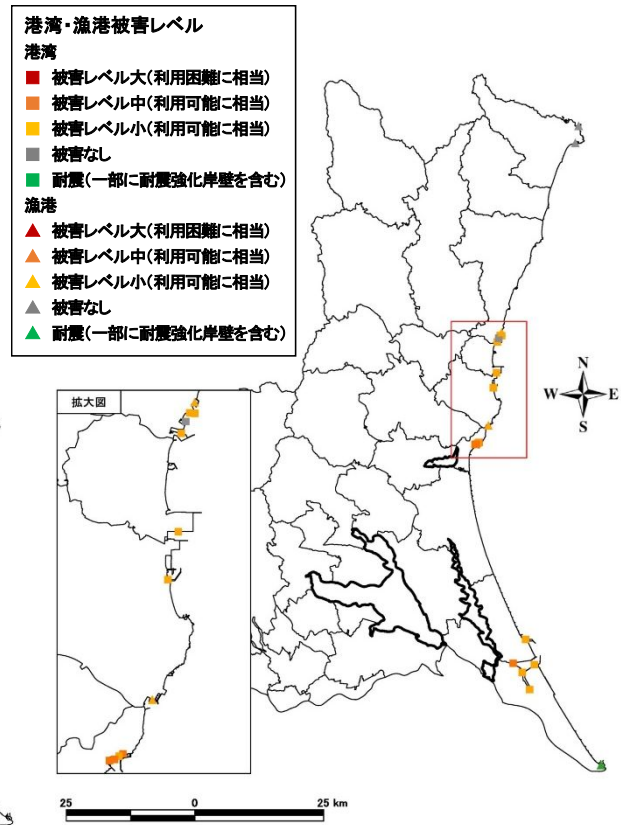 港湾・漁港被害レベル
港湾
被害レベル大(利用困難に相当)
被害レベル中(利用可能に相当)
被害レベル小(利用可能に相当)
被害なし
耐震(一部に耐震強化岸壁を含む)
漁港
被害レベル大(利用困難に相当)
被害レベル中(利用可能に相当)
被害レベル小(利用可能に相当)
被害なし
耐震(一部に耐震強化岸壁を含む)
N
W E
S
拡大図
25 0 25 km